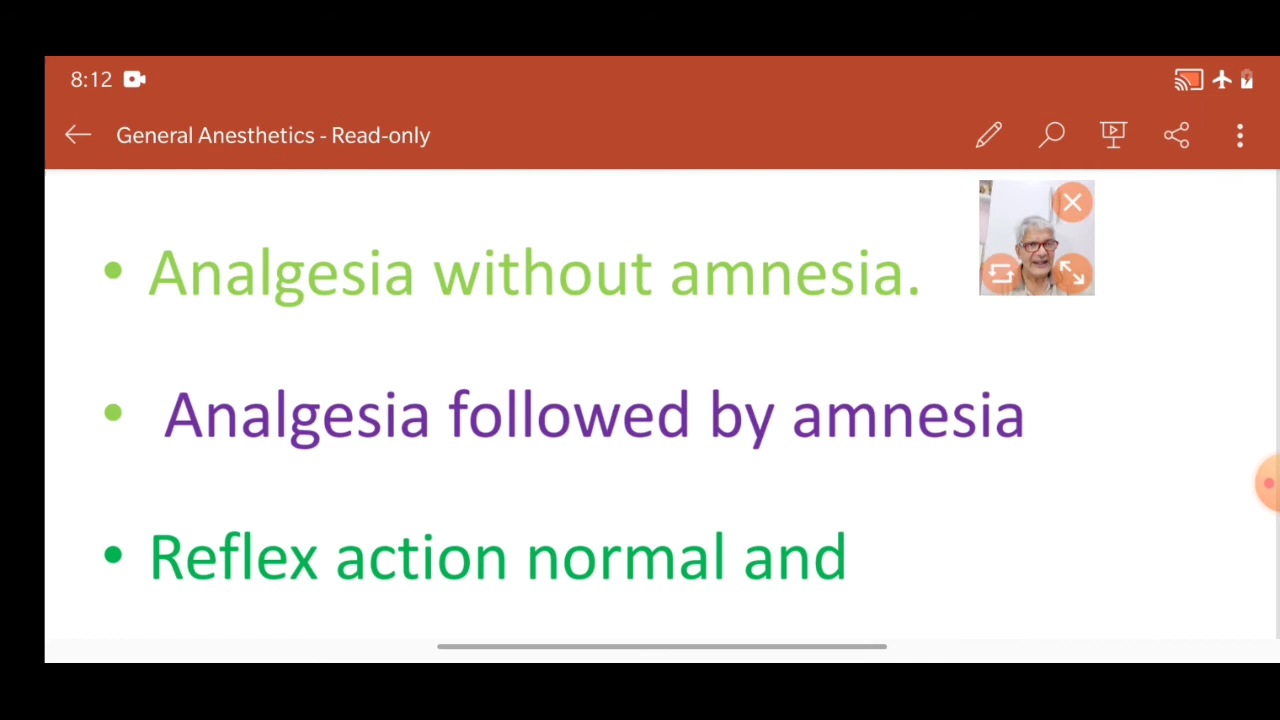 8:12
General Anesthetics - Read-only
• Analgesia without amnesia.
• Analgesia followed by amnesia
• Reflex action normal and